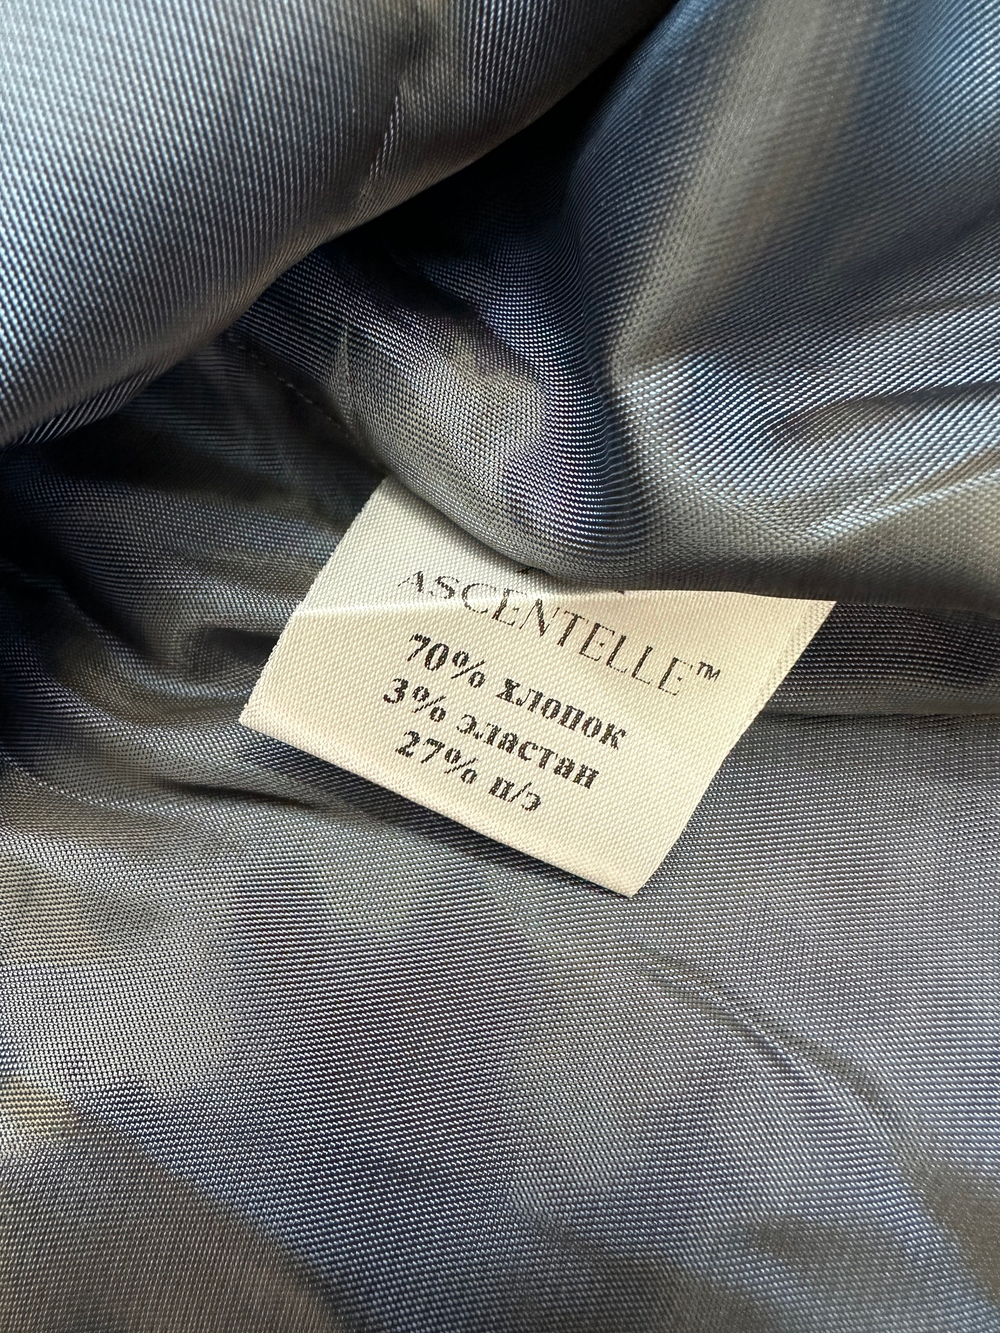 ASCENTELLE™
70% хлопок
3% эластан
27% п/э